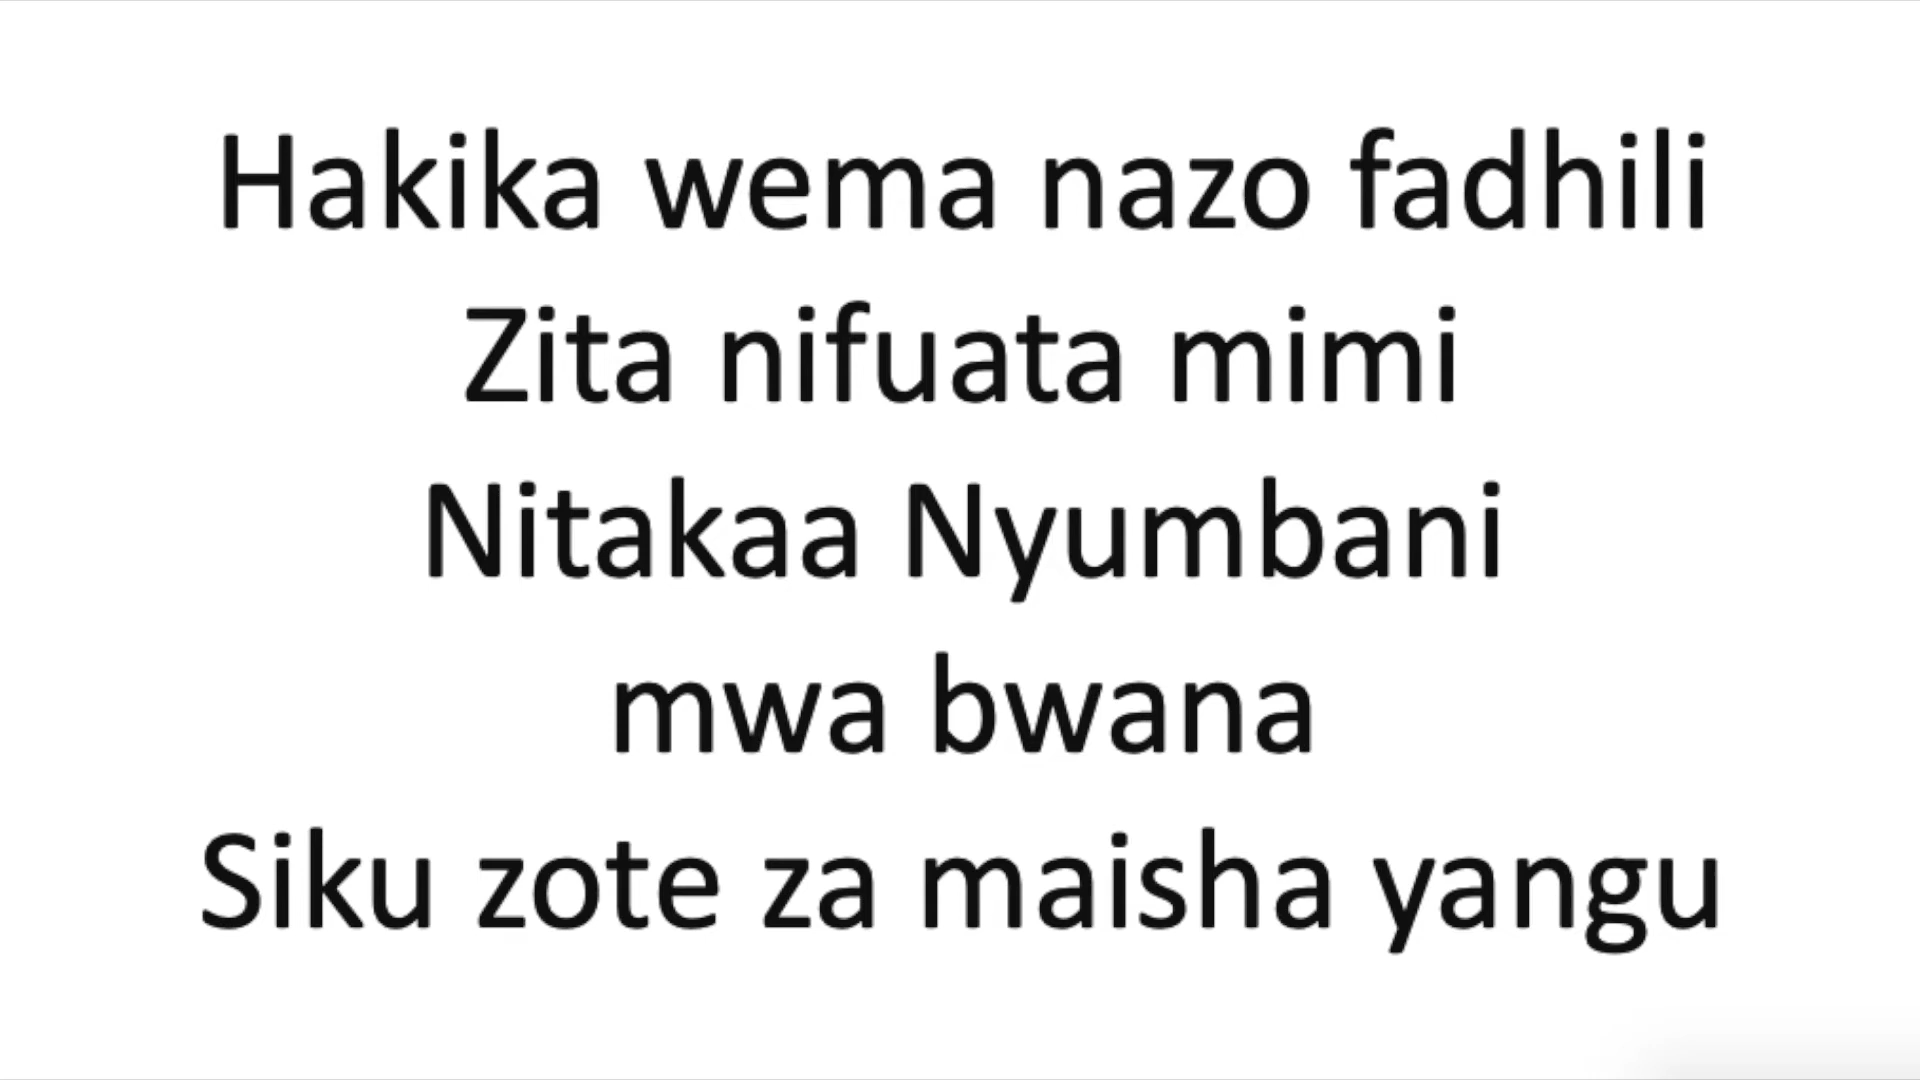 Hakika wema nazo fadhili
Zita nifuata mimi
Nitakaa Nyumbani
mwa bwana
Siku zote za maisha yangu